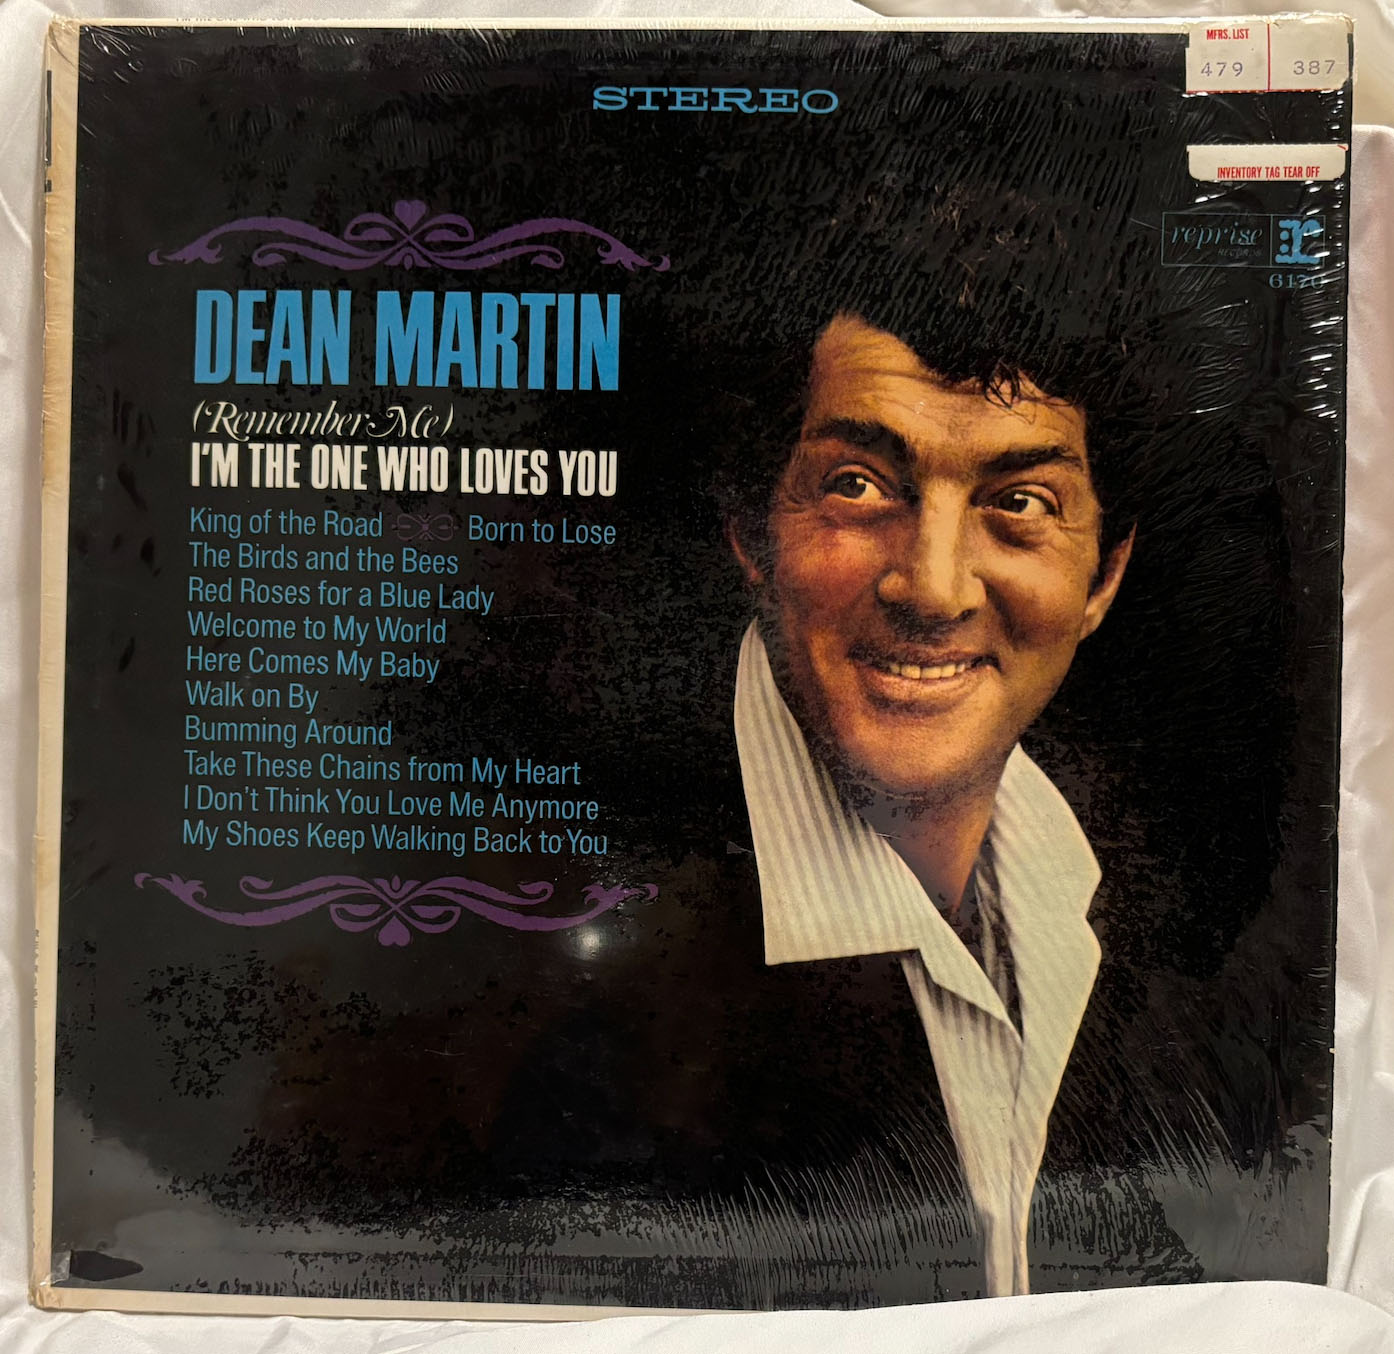 MFRS. LIST
479 387
STEREO
INVENTORY TAG TEAR OFF
reprise r
RECORDS
6170
DEAN MARTIN
(Remember Me)
I'M THE ONE WHO LOVES YOU
King of the Road Born to Lose
The Birds and the Bees
Red Roses for a Blue Lady
Welcome to My World
Here Comes My Baby
Walk on By
Bumming Around
Take These Chains from My Heart
I Don't Think You Love Me Anymore
My Shoes Keep Walking Back to You